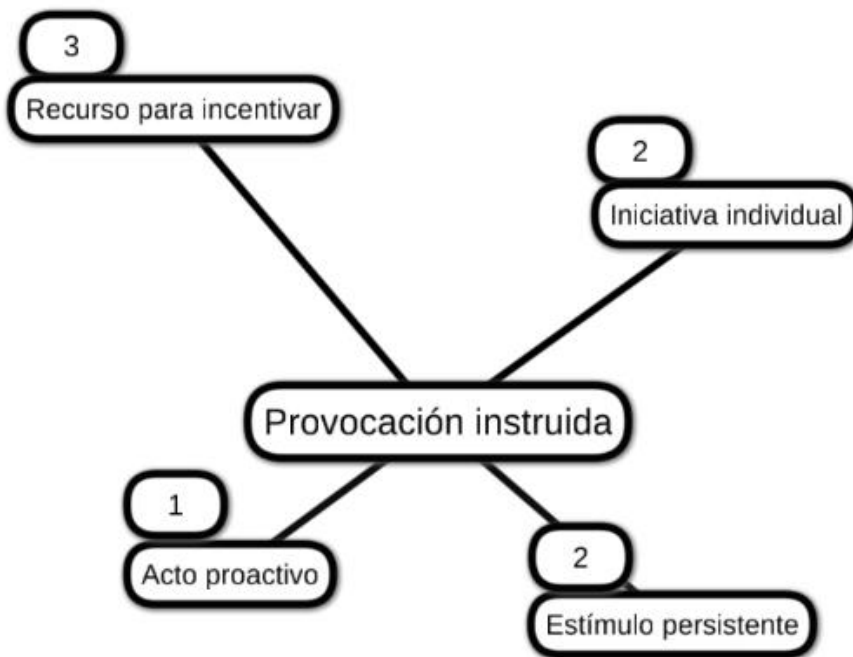 3
Recurso para incentivar
2
Iniciativa individual
Provocación instruida
1
Acto proactivo
2
Estímulo persistente